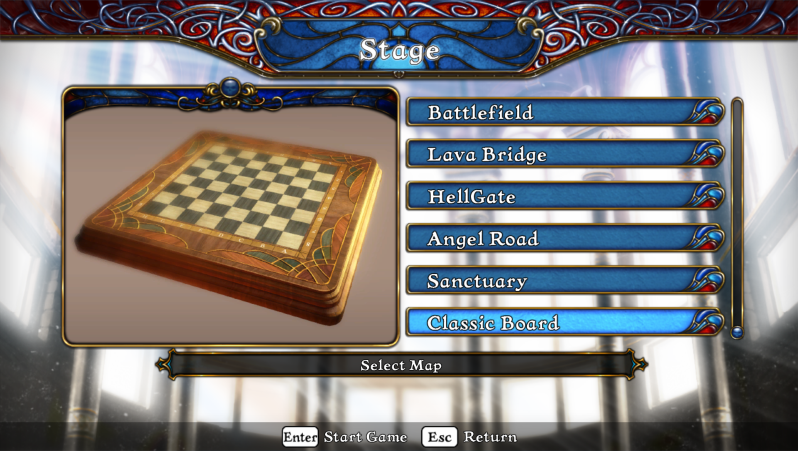 Stage
Battlefield
Lava Bridge
HellGate
Angel Road
Sanctuary
Classic Board
Select Map
Enter Start Game Esc Return